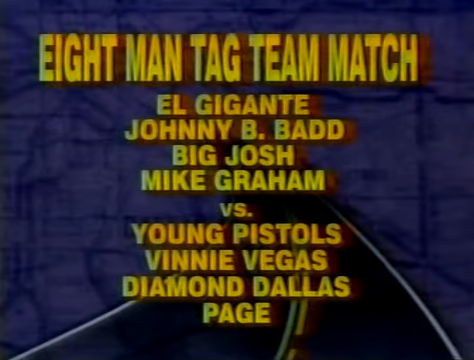 EIGHT MAN TAG TEAM MATCH
EL GIGANTE
JOHNNY B. BADD
BIG JOSH
MIKE GRAHAM
VS.
YOUNG PISTOLS
VINNIE VEGAS
DIAMOND DALLAS
PAGE